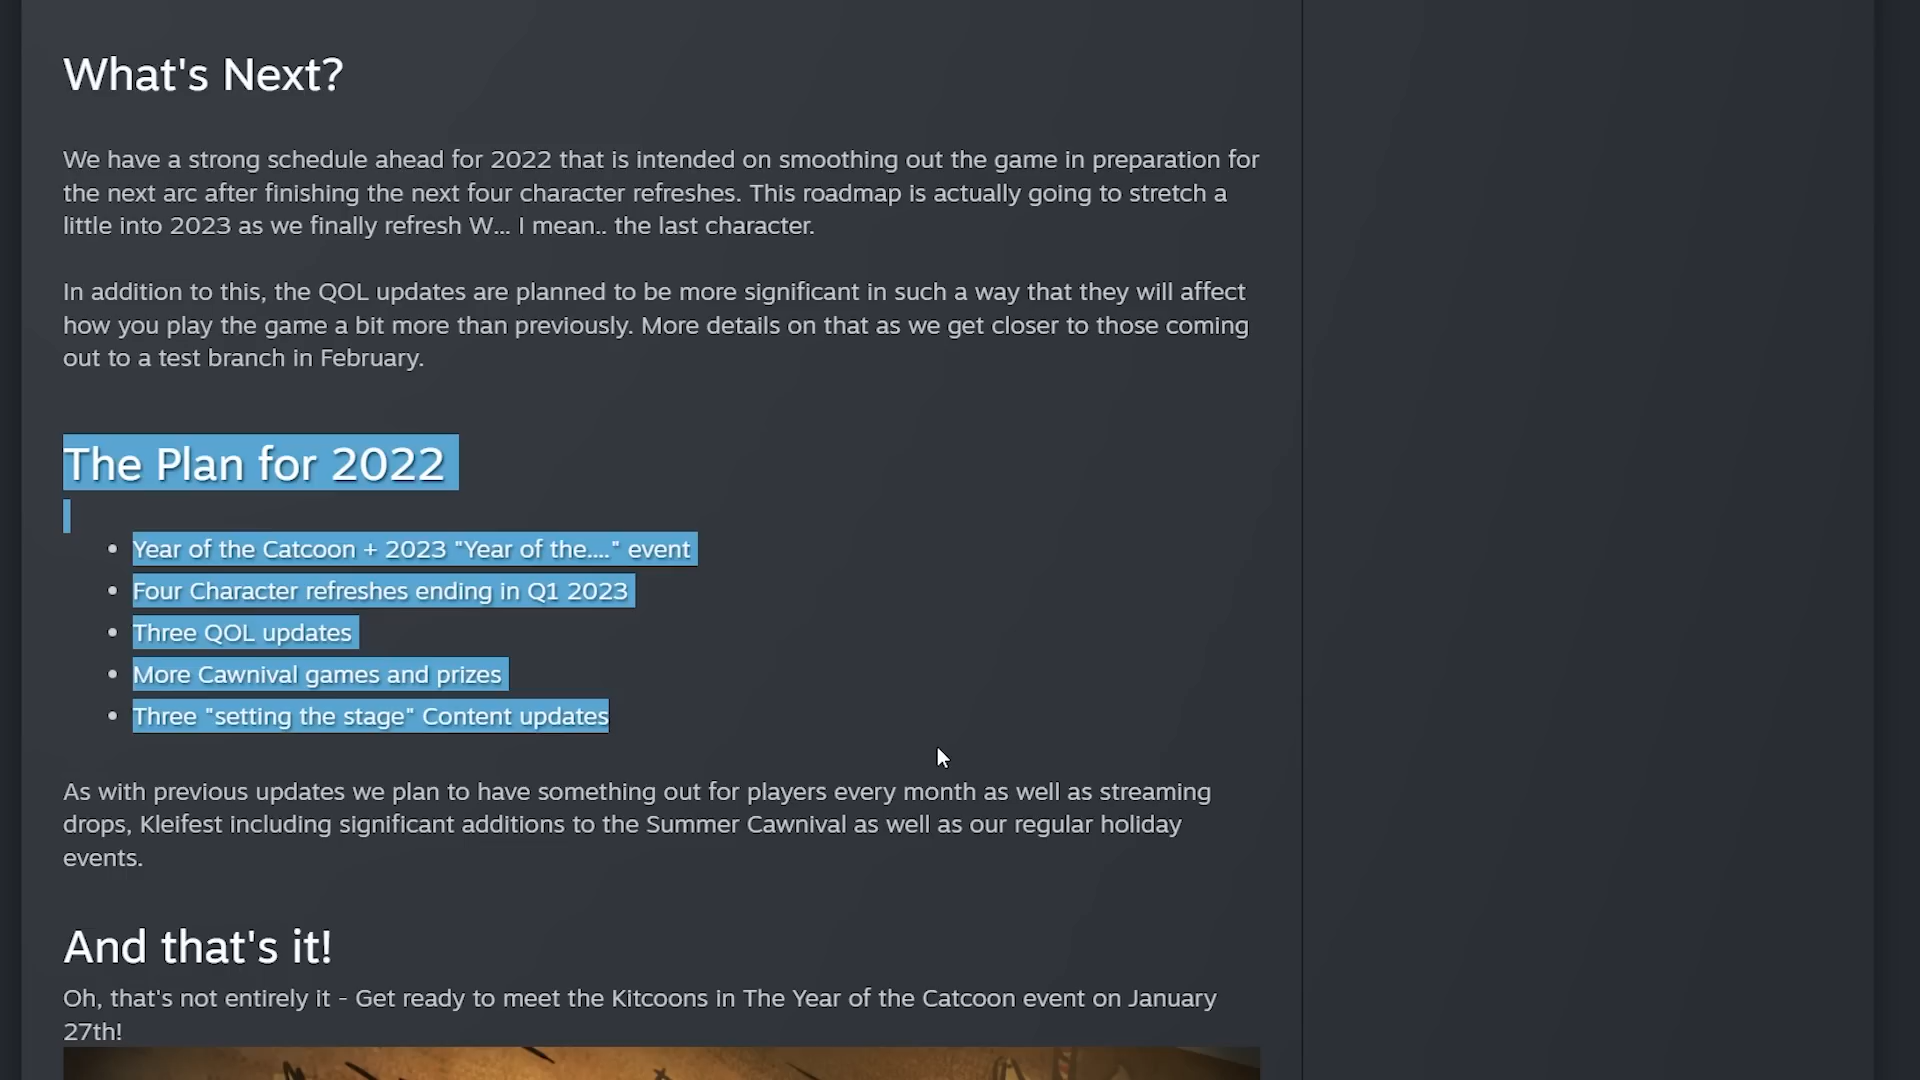 What's Next?
We have a strong schedule ahead for 2022 that is intended on smoothing out the game in preparation for
the next arc after finishing the next four character refreshes. This roadmap is actually going to stretch a
little into 2023 as we finally refresh W... I mean.. the last character.
In addition to this, the QOL updates are planned to be more significant in such a way that they will affect
how you play the game a bit more than previously. More details on that as we get closer to those coming
out to a test branch in February.
The Plan for 2022
• Year of the Catcoon + 2023 "Year of the...." event
• Four Character refreshes ending in Q1 2023
• Three QOL updates
• More Cawnival games and prizes
• Three "setting the stage" Content updates
As with previous updates we plan to have something out for players every month as well as streaming
drops, Kleifest including significant additions to the Summer Cawnival as well as our regular holiday
events.
And that's it!
Oh, that's not entirely it - Get ready to meet the Kitcoons in The Year of the Catcoon event on January
27th!